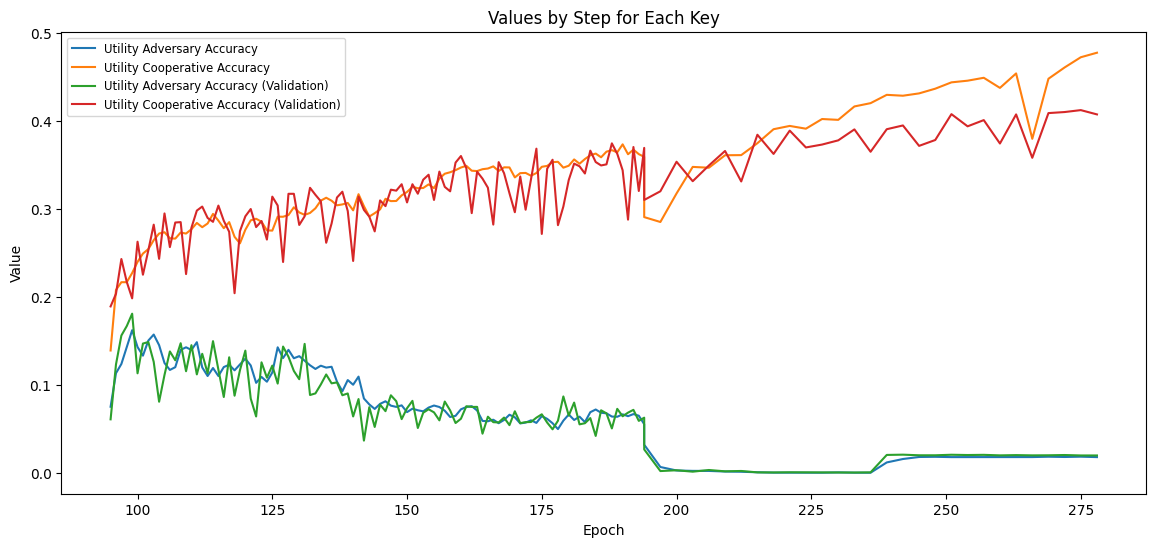 Values by Step for Each Key
Utility Adversary Accuracy
Utility Cooperative Accuracy
Utility Adversary Accuracy (Validation)
Utility Cooperative Accuracy (Validation)
Value
0.5
0.4
0.3
0.2
0.1
0.0
100
125
150
175
200
225
250
275
Epoch